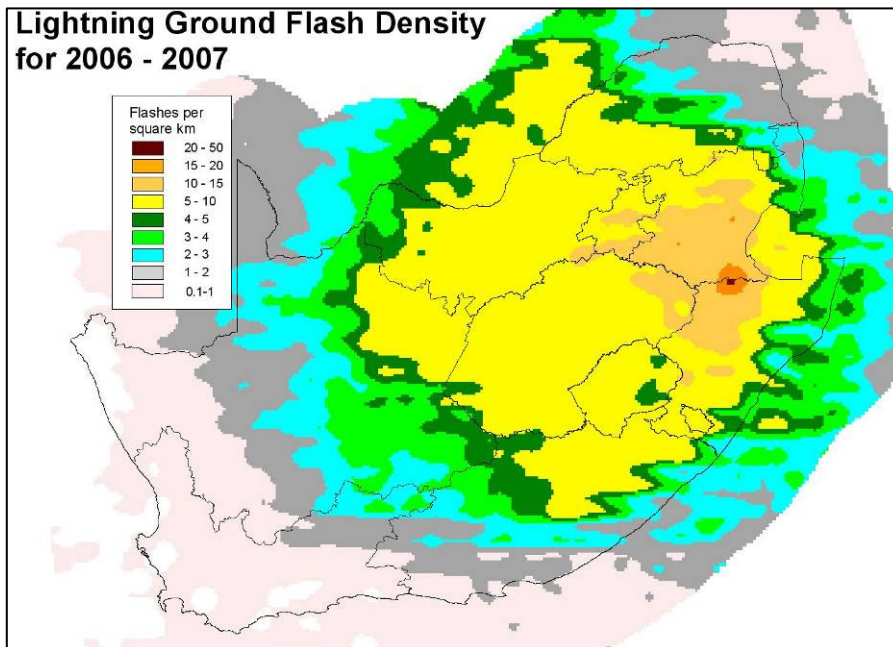 Lightning Ground Flash Density
for 2006 - 2007
Flashes per
square km
20 - 50
15 - 20
10 - 15
5 - 10
4 - 5
3 - 4
2 - 3
1 - 2
0.1-1